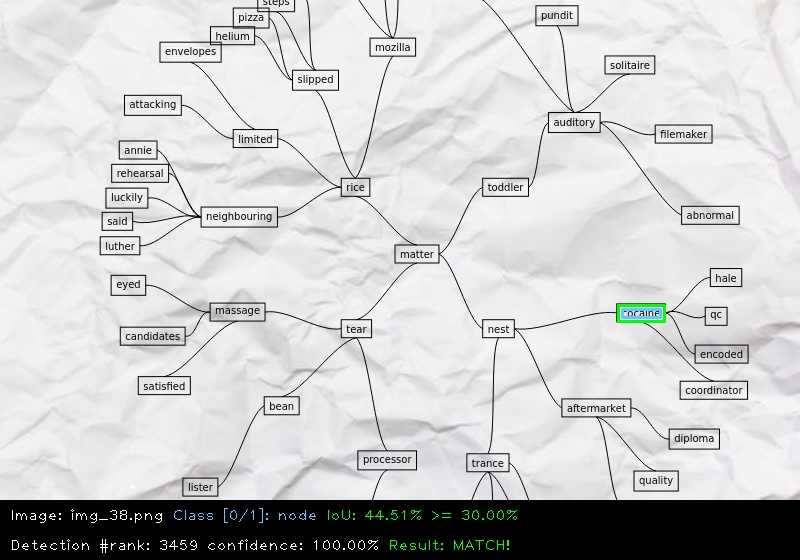 steps
pizza
pundit
helium
mozilla
envelopes
solitaire
slipped
attacking
auditory
filemaker
limited
annie
rehearsal
rice
toddler
luckily
said
neighbouring
abnormal
luther
matter
hale
eyed
massage
cocaine
qc
candidates
tear
nest
encoded
satisfied
coordinator
bean
aftermarket
diploma
processor
trance
quality
lister
Image: img_38.png Class [0/1]: node IoU: 44.51% >= 30.00%
Detection #rank: 3459 confidence: 100.00% Result: MATCH!